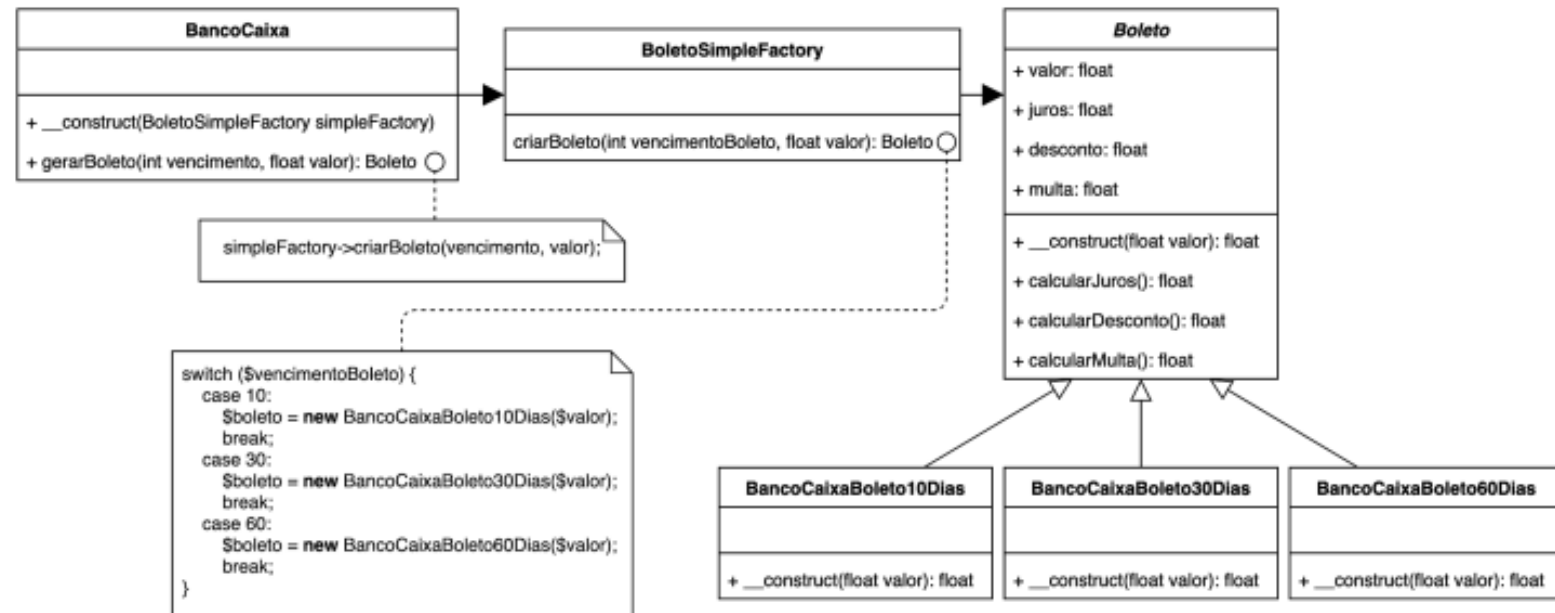 BancoCaixa
+ __construct(BoletoSimpleFactory simpleFactory)
+ gerarBoleto(int vencimento, float valor): Boleto
simpleFactory->criarBoleto(vencimento, valor);
BoletoSimpleFactory
criarBoleto(int vencimentoBoleto, float valor): Boleto
switch ($vencimentoBoleto) {
case 10:
$boleto = new BancoCaixaBoleto10Dias($valor);
break;
case 30:
$boleto = new BancoCaixaBoleto30Dias($valor);
break;
case 60:
$boleto = new BancoCaixaBoleto60Dias($valor);
break;
}
Boleto
+ valor: float
+ juros: float
+ desconto: float
+ multa: float
+ __construct(float valor): float
+ calcularJuros(): float
+ calcularDesconto(): float
+ calcularMulta(): float
BancoCaixaBoleto10Dias
+ __construct(float valor): float
BancoCaixaBoleto30Dias
+ __construct(float valor): float
BancoCaixaBoleto60Dias
+ __construct(float valor): float